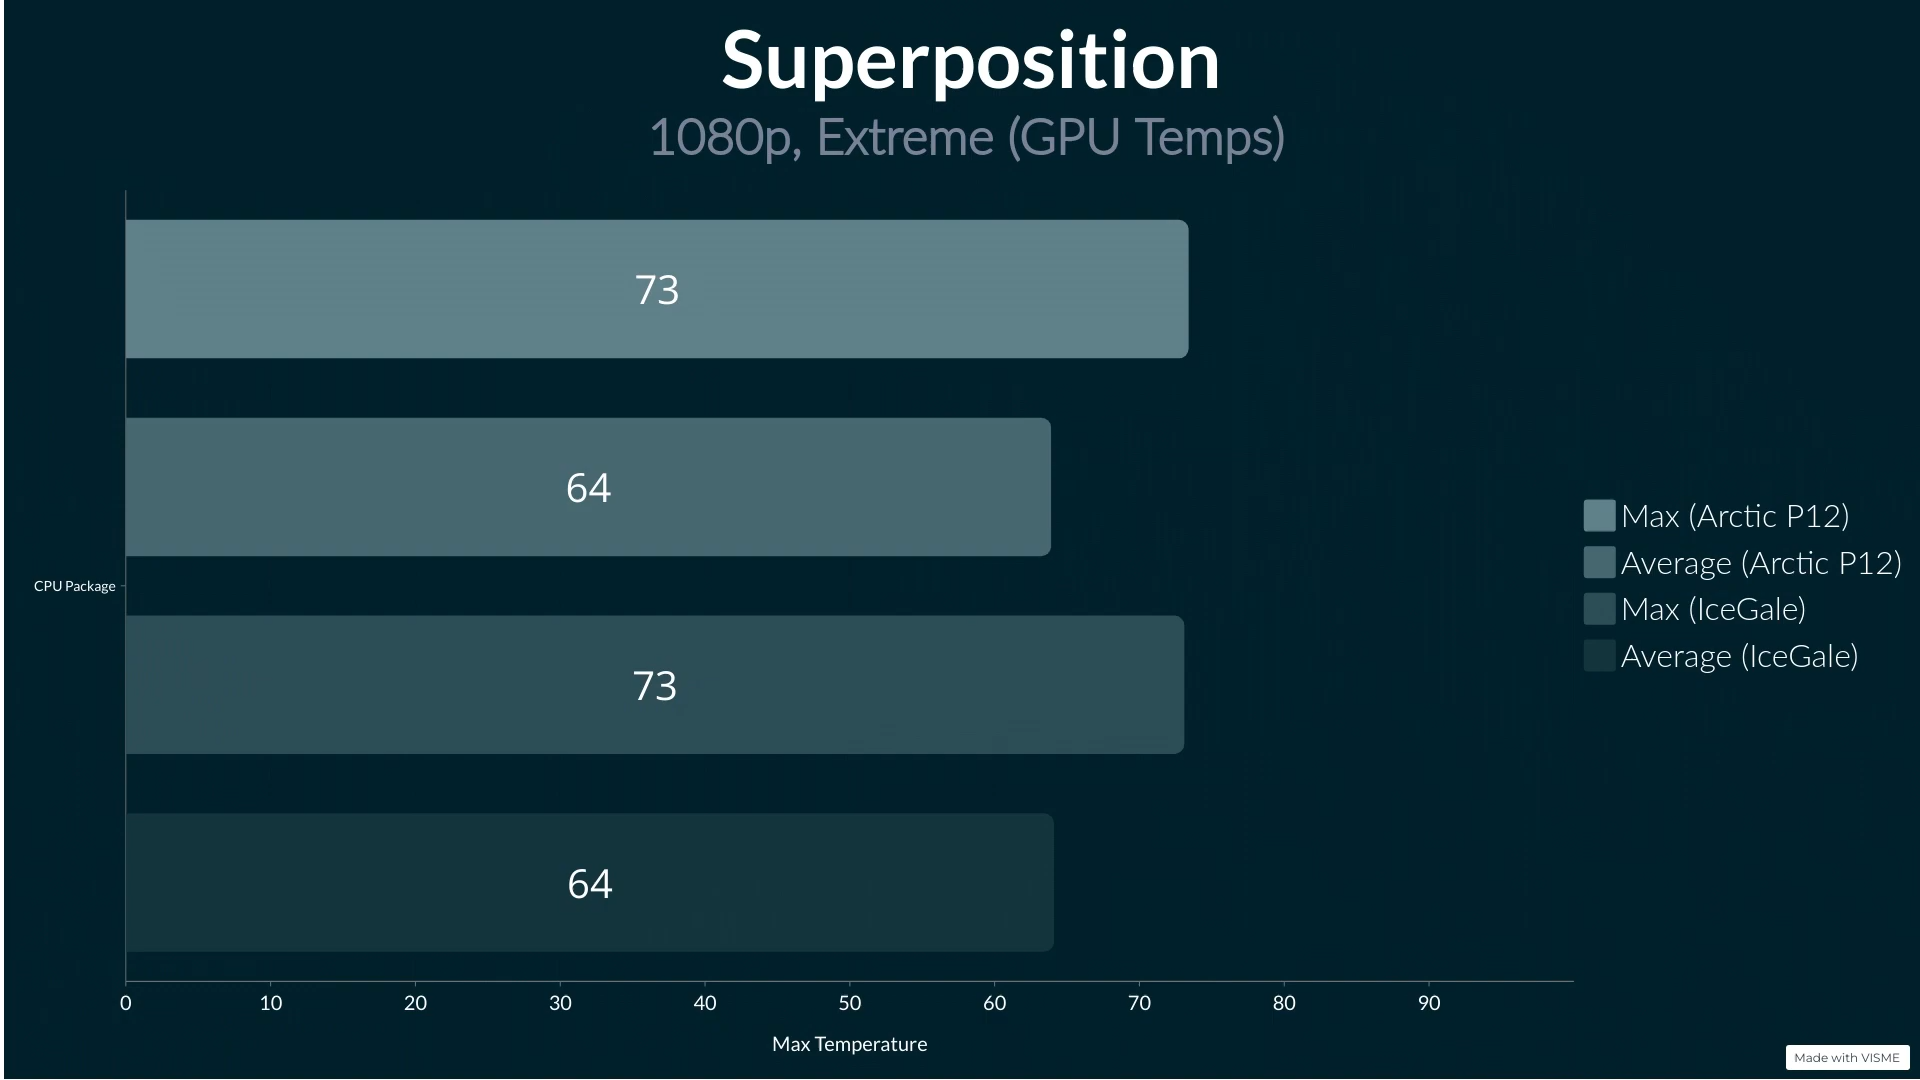 Superposition
1080p, Extreme (GPU Temps)
73
64
CPU Package
73
64
Max (Arctic P12)
Average (Arctic P12)
Max (IceGale)
Average (IceGale)
0 10 20 30 40 50 60 70 80 90
Max Temperature
Made with VISME